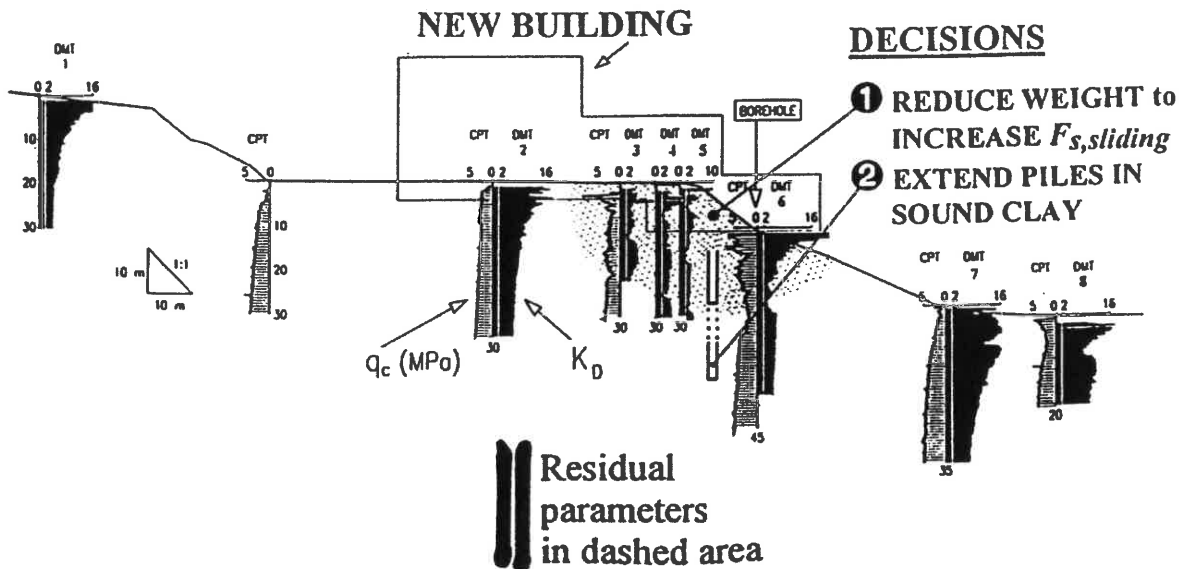 NEW BUILDING
DECISIONS
❶ REDUCE WEIGHT to
INCREASE Fs,sliding
❷ EXTEND PILES IN
SOUND CLAY
BOREHOLE
DMT
1
0 2 16
10
20
30
CPT
5 0
0
10
20
30
10 m
1:1
10 m
CPT DMT
2
5 0 2 16
30
CPT DMT DMT DMT
3 4 5
5 0 2 0 2 0 2 10
30 30 30
CPT DMT
6
0 2 16
45
CPT DMT
7
5 0 2 16
35
CPT DMT
8
5 0 2 16
20
qc (MPa)
KD
Residual
parameters
in dashed area